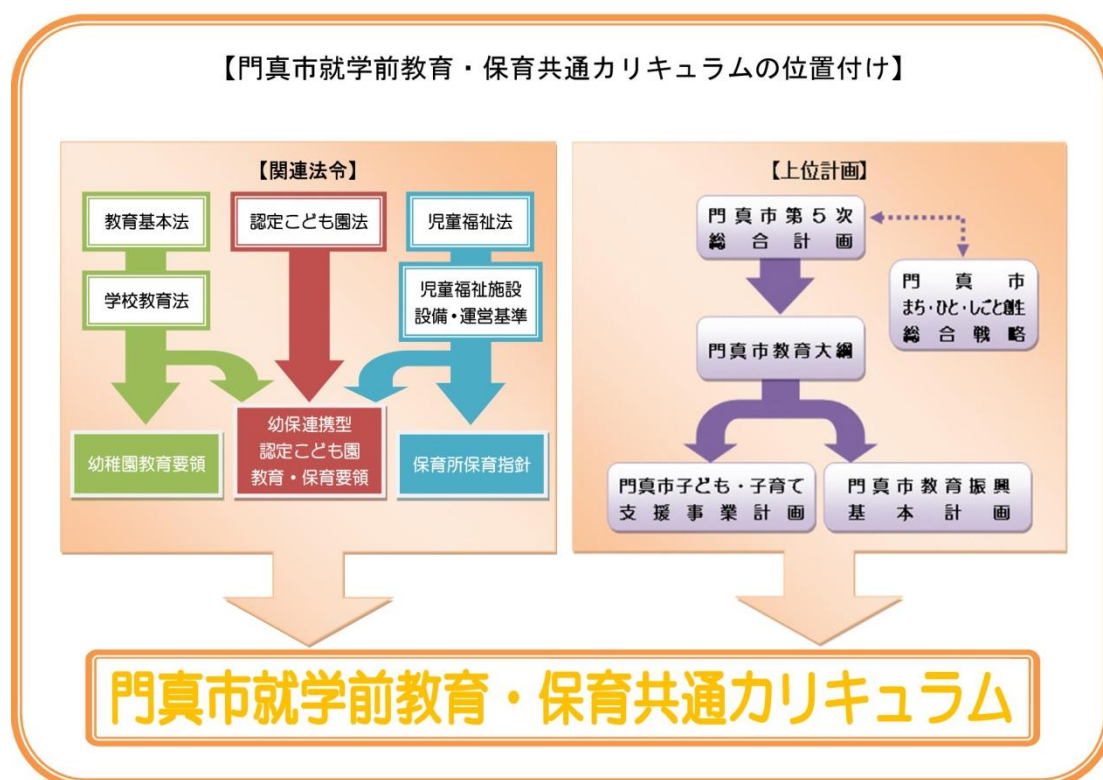 【門真市就学前教育・保育共通カリキュラムの位置付け】
【関連法令】
教育基本法
認定こども園法
児童福祉法
学校教育法
児童福祉施設
設備・運営基準
幼稚園教育要領
幼保連携型
認定こども園
教育・保育要領
保育所保育指針
【上位計画】
門真市第５次
総合計画
門真市
まち・ひと・しごと創生
総合戦略
門真市教育大綱
門真市子ども・子育て
支援事業計画
門真市教育振興
基本計画
門真市就学前教育・保育共通カリキュラム